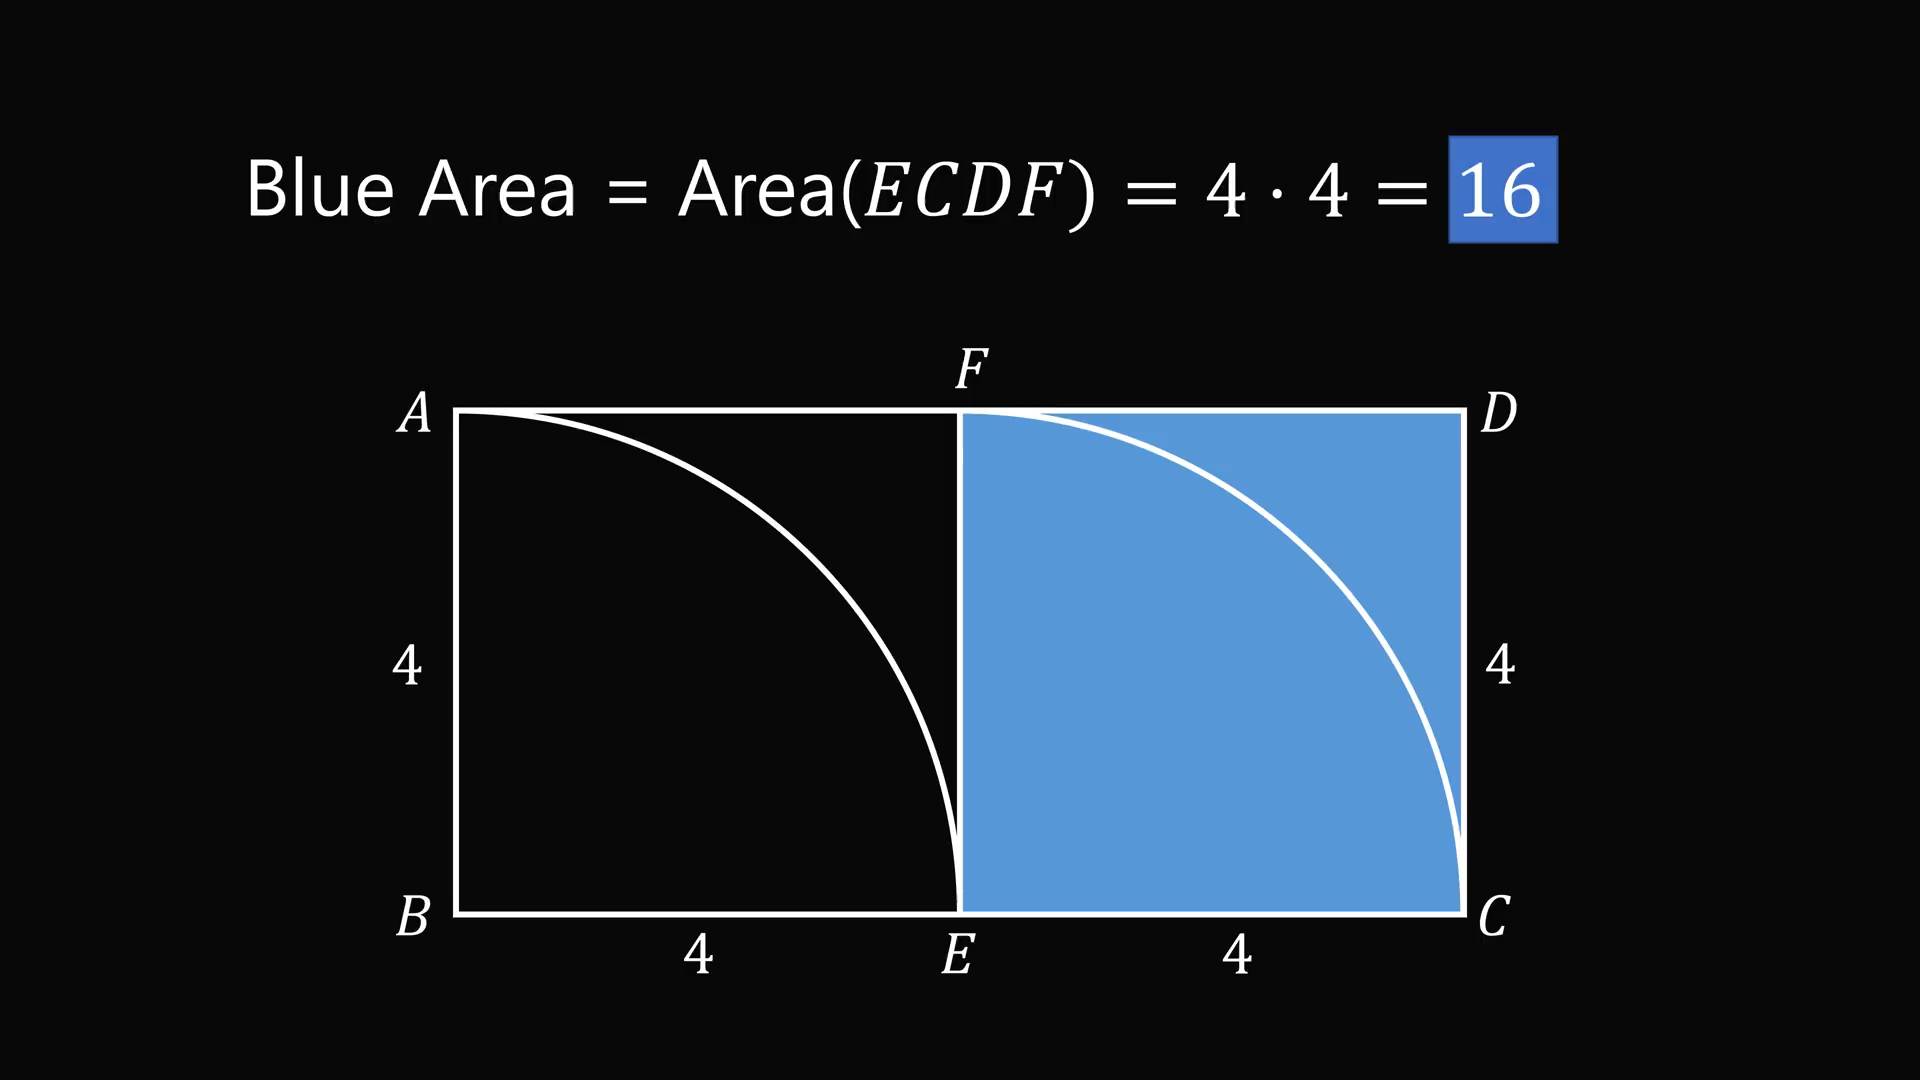 Blue Area = Area(ECDF) = 4 · 4 = 16
F
A D
4 4
B C
4 E 4